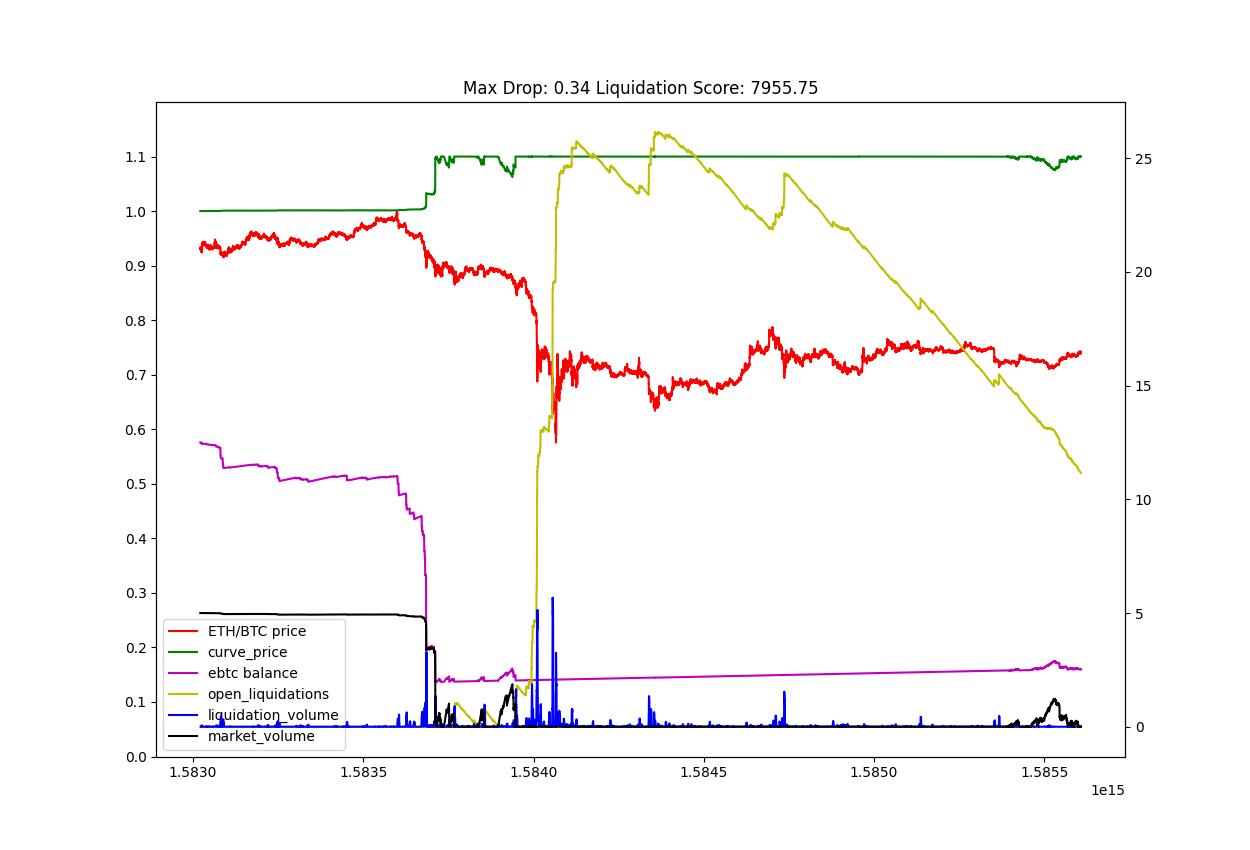 Max Drop: 0.34 Liquidation Score: 7955.75
1.1
1.0
0.9
0.8
0.7
0.6
0.5
0.4
0.3
0.2
0.1
0.0
25
20
15
10
5
0
ETH/BTC price
curve_price
ebtc balance
open_liquidations
liquidation_volume
market_volume
1.5830 1.5835 1.5840 1.5845 1.5850 1.5855
1e15